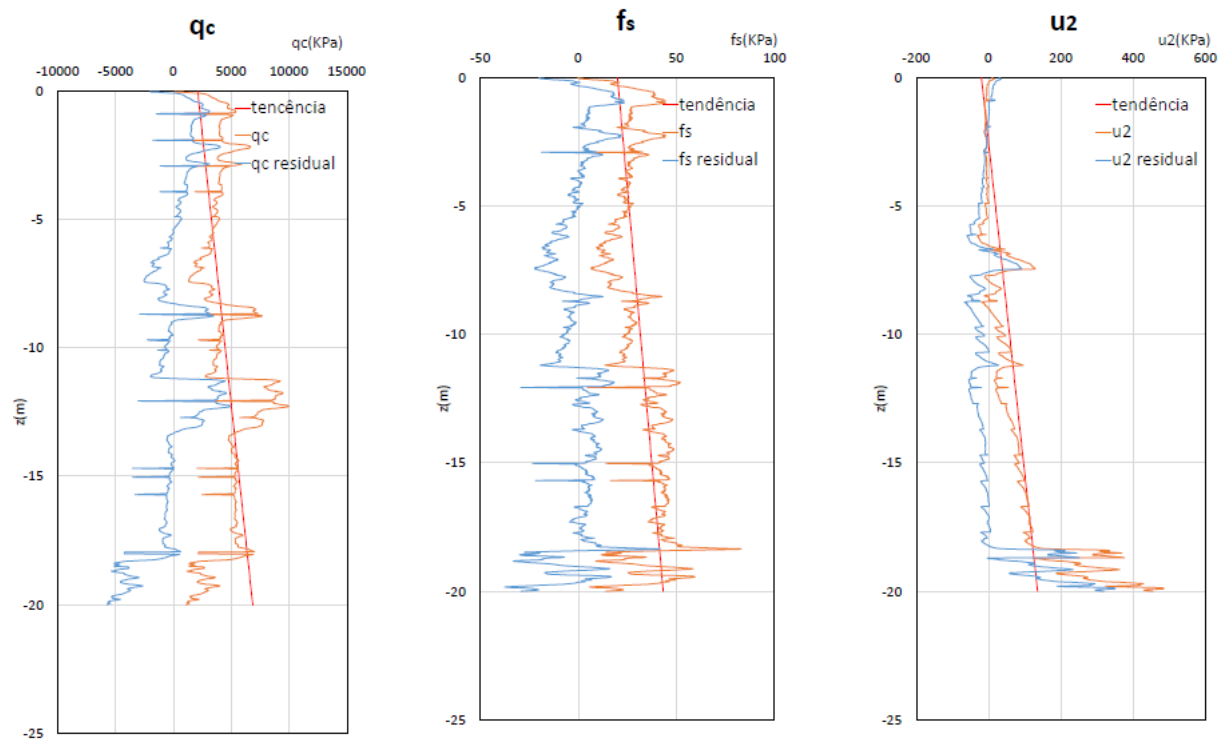 qc
qc(KPa)
-10000 -5000 0 5000 10000 15000
0
-5
-10
-15
-20
-25
z(m)
tencência
qc
qc residual
fs
fs(KPa)
-50 0 50 100
0
-5
-10
-15
-20
-25
z(m)
tendência
fs
fs residual
u2
u2(KPa)
-200 0 200 400 600
0
-5
-10
-15
-20
-25
z(m)
tendência
u2
u2 residual